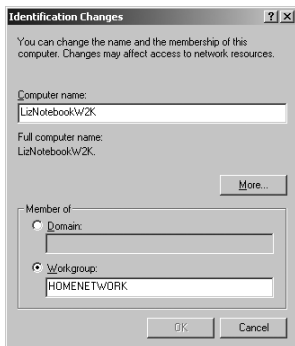 Identification Changes
You can change the name and the membership of this
computer. Changes may affect access to network resources.
Computer name:
LizNotebookW2K
Full computer name:
LizNotebookW2K.
More...
Member of
Domain:
Workgroup:
HOMENETWORK
OK
Cancel